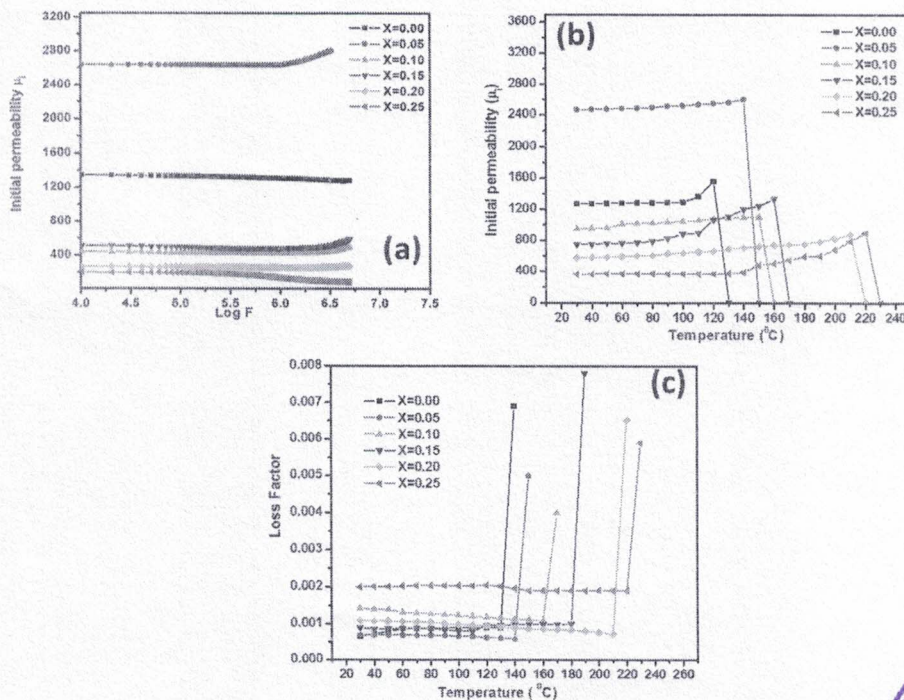 3200
2800
2400
2000
1600
1200
800
400
Initial permeability μi
X=0.00
X=0.05
X=0.10
X=0.15
X=0.20
X=0.25
(a)
4.0 4.5 5.0 5.5 6.0 6.5 7.0 7.5
Log F
3600
3200
2800
2400
2000
1600
1200
800
400
0
Initial permeability (μi)
(b)
X=0.00
X=0.05
X=0.10
X=0.15
X=0.20
X=0.25
20 40 60 80 100 120 140 160 180 200 220 240
Temperature (°C)
0.008
0.007
0.006
0.005
0.004
0.003
0.002
0.001
0.000
Loss Factor
(c)
X=0.00
X=0.05
X=0.10
X=0.15
X=0.20
X=0.25
20 40 60 80 100 120 140 160 180 200 220 240 260
Temperature (°C)